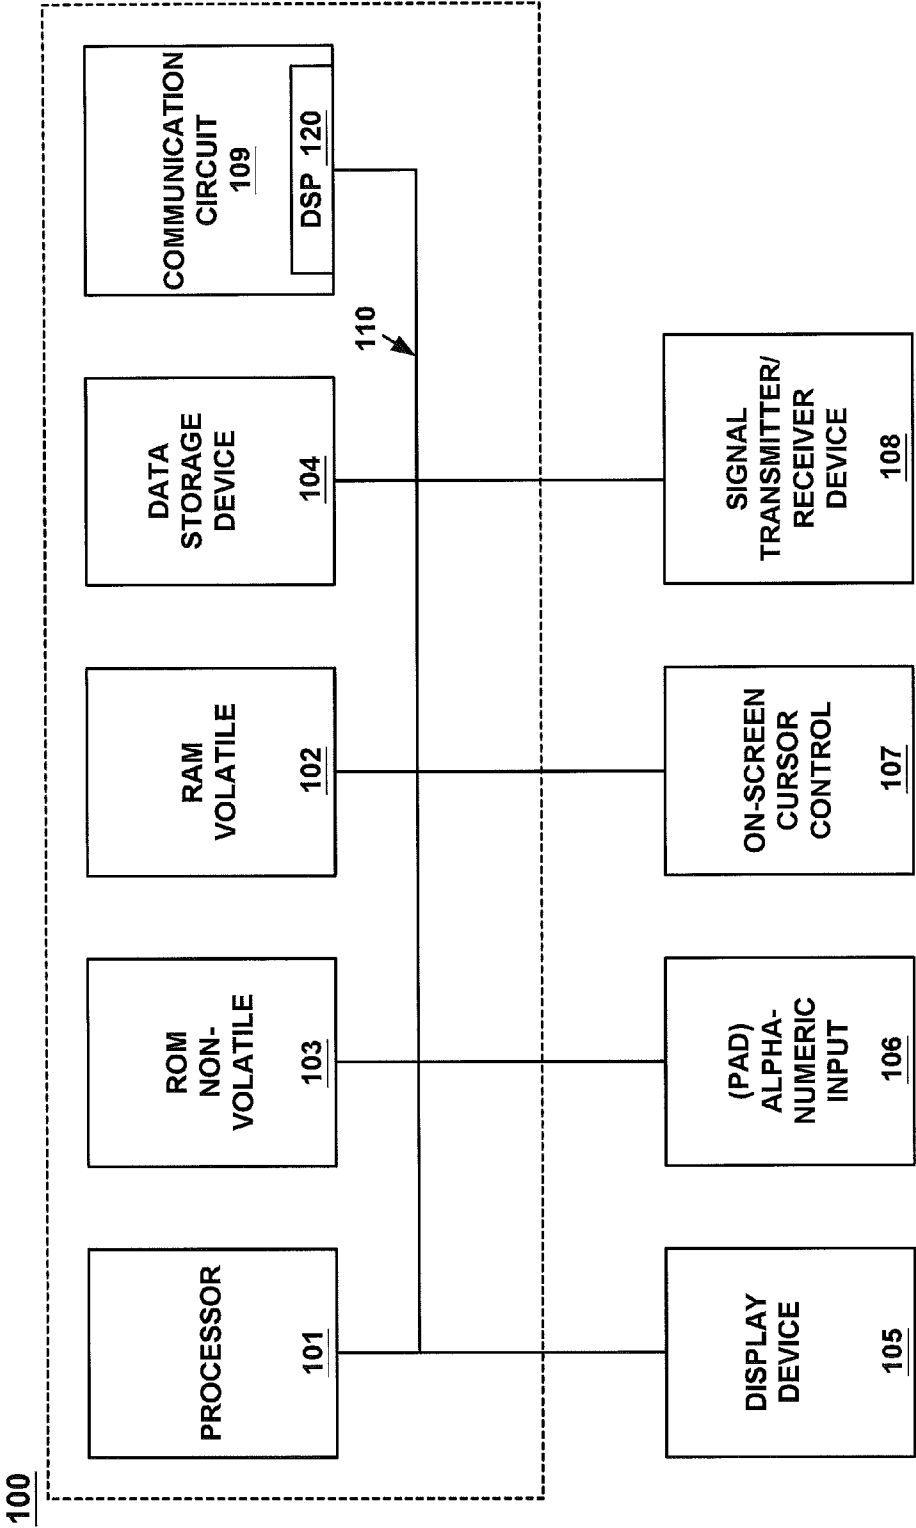 100
PROCESSOR
101
ROM
NON-
VOLATILE
103
RAM
VOLATILE
102
DATA
STORAGE
DEVICE
104
COMMUNICATION
CIRCUIT
109
DSP 120
110
DISPLAY
DEVICE
105
(PAD)
ALPHA-
NUMERIC
INPUT
106
ON-SCREEN
CURSOR
CONTROL
107
SIGNAL
TRANSMITTER/
RECEIVER
DEVICE
108